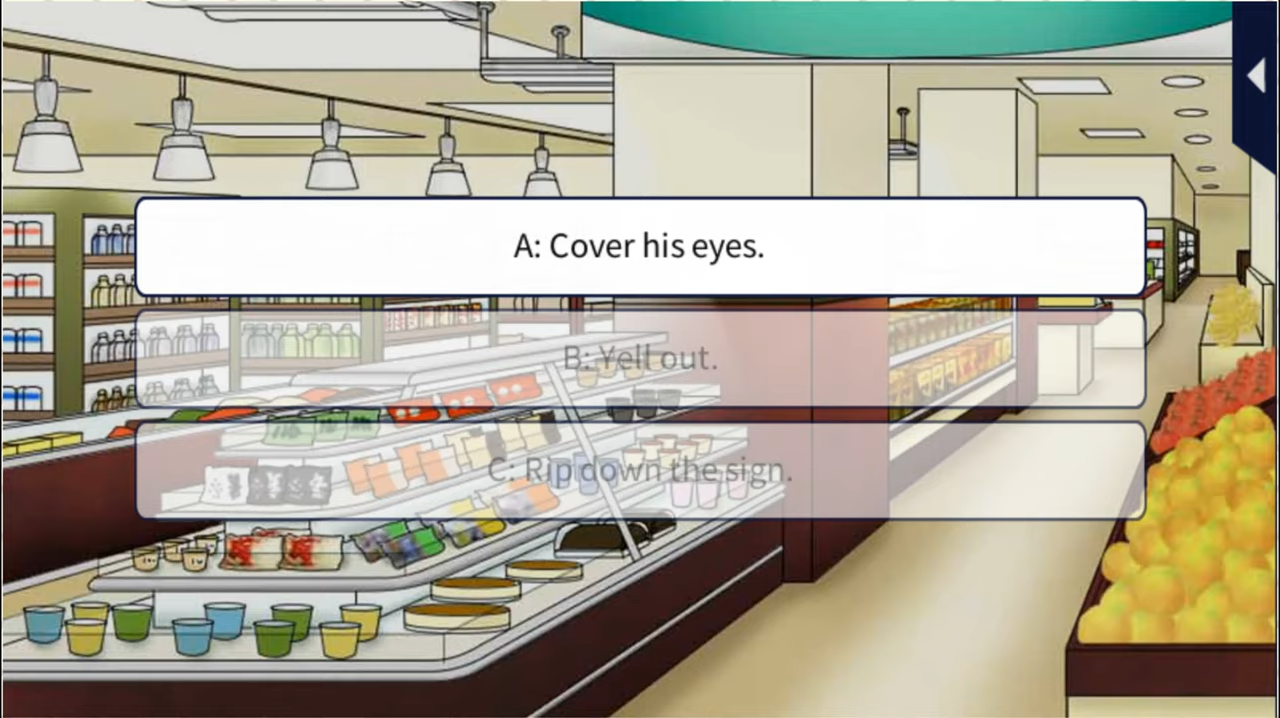 A: Cover his eyes.
B: Yell out.
C: Rip down the sign.